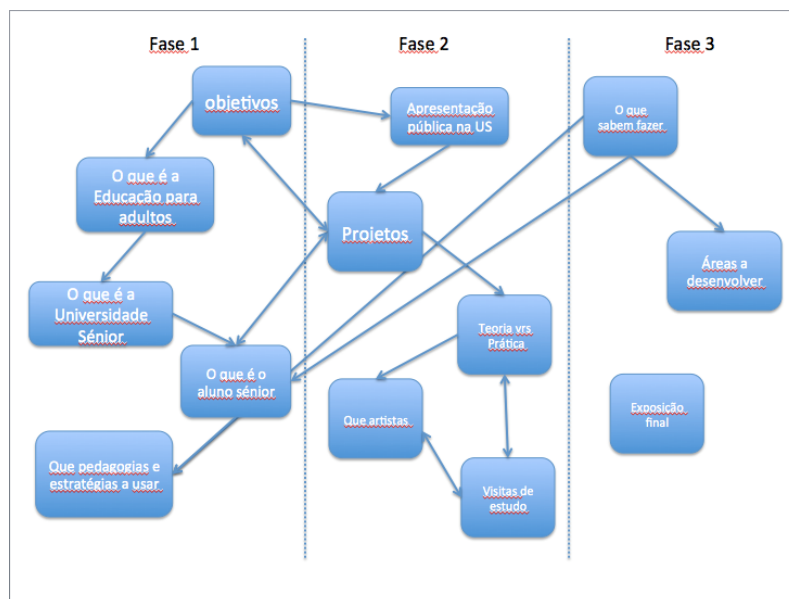 Fase 1
Fase 2
Fase 3
objetivos
O que é a
Educação para
adultos
O que é a
Universidade
Sénior
O que é o
aluno sénior
Que pedagogias e
estratégias a usar
Apresentação
pública na US
Projetos
Teoria vrs
Prática
Que artistas
Visitas de
estudo
O que
sabem fazer
Áreas a
desenvolver
Exposição
final